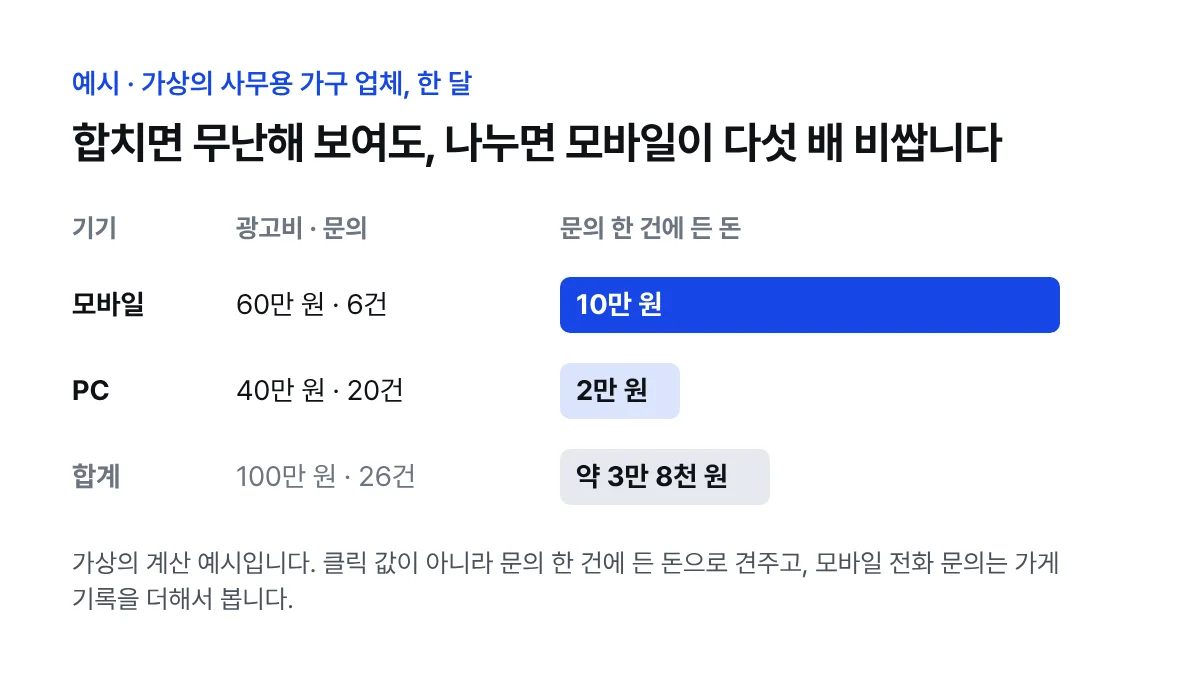 예시 · 가상의 사무용 가구 업체, 한 달
합치면 무난해 보여도, 나누면 모바일이 다섯 배 비쌉니다
기기 광고비 · 문의 문의 한 건에 든 돈
모바일 60만 원 · 6건 10만 원
PC 40만 원 · 20건 2만 원
합계 100만 원 · 26건 약 3만 8천 원
가상의 계산 예시입니다. 클릭 값이 아니라 문의 한 건에 든 돈으로 견주고, 모바일 전화 문의는 가게
기록을 더해서 봅니다.